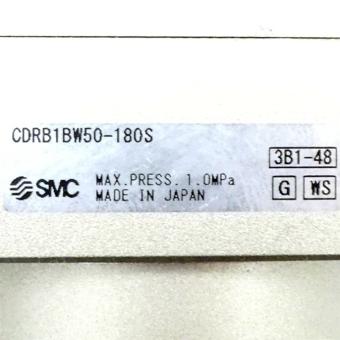 CDRB1BW50-180S
3B1-48
SMC MAX.PRESS. 1.0MPa
MADE IN JAPAN
G WS